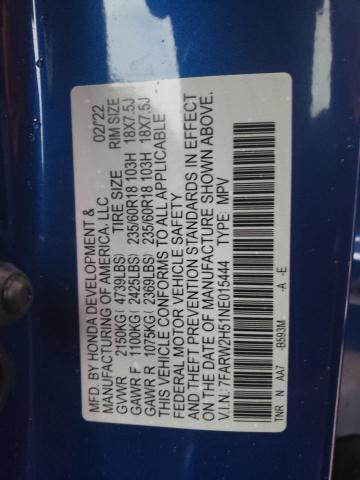 MFD. BY HONDA DEVELOPMENT & 02/22
MANUFACTURING OF AMERICA, LLC
TIRE SIZE RIM SIZE
GVWR 2150KG ( 4739LBS)
GAWR F 1100KG ( 2425LBS) 235/60R18 103H 18X7.5J
GAWR R 1075KG ( 2369LBS) 235/60R18 103H 18X7.5J
THIS VEHICLE CONFORMS TO ALL APPLICABLE
FEDERAL MOTOR VEHICLE SAFETY
AND THEFT PREVENTION STANDARDS IN EFFECT
ON THE DATE OF MANUFACTURE SHOWN ABOVE.
V.I.N.: 7FARW2H51NE015444 TYPE: MPV
TNR N AA7 -B593M -A -E